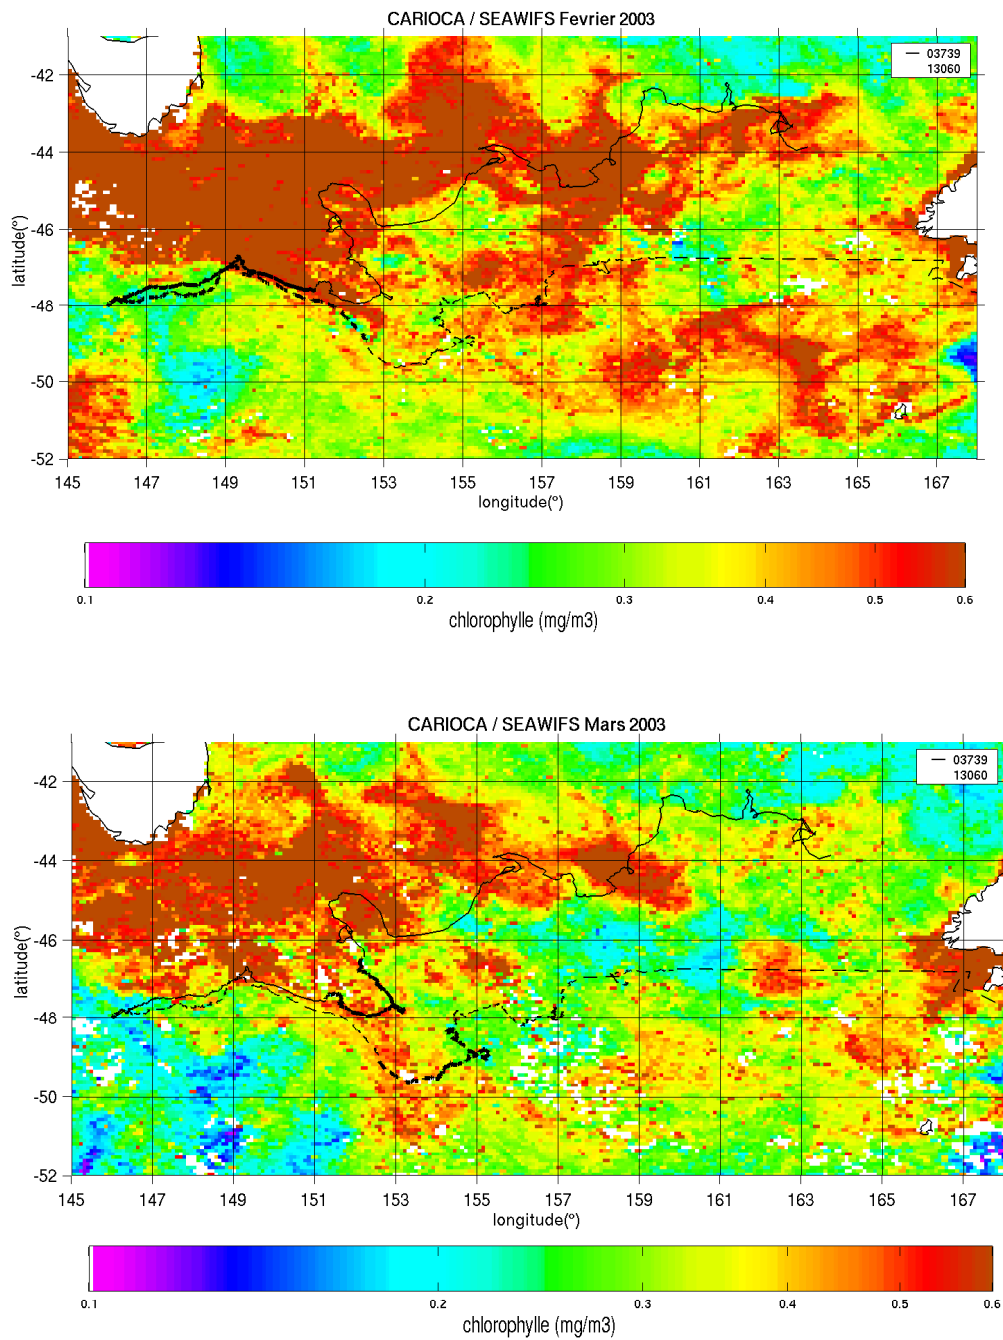 CARIOCA / SEAWIFS Fevrier 2003
03739
13060
-42
-44
-46
-48
-50
-52
latitude(°)
145 147 149 151 153 155 157 159 161 163 165 167
longitude(°)
0.1 0.2 0.3 0.4 0.5 0.6
chlorophylle (mg/m3)
CARIOCA / SEAWIFS Mars 2003
03739
13060
-42
-44
-46
-48
-50
-52
latitude(°)
145 147 149 151 153 155 157 159 161 163 165 167
longitude(°)
0.1 0.2 0.3 0.4 0.5 0.6
chlorophylle (mg/m3)